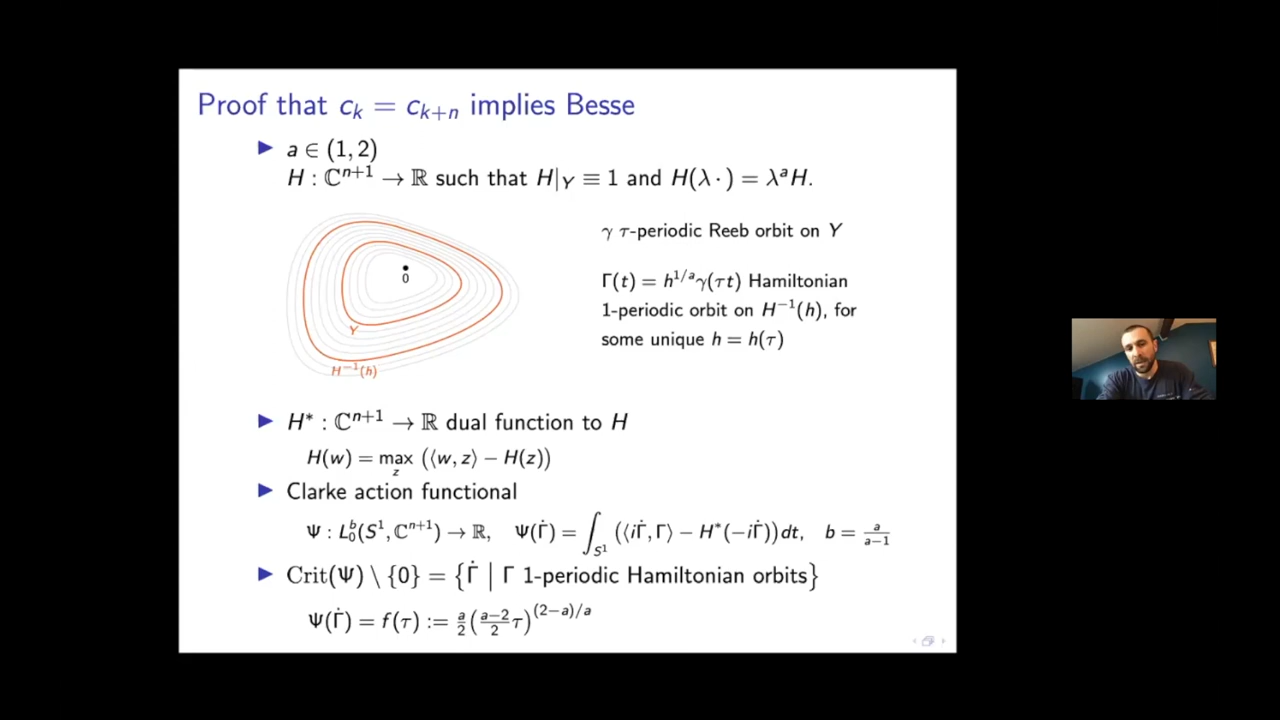 Proof that c_k = c_{k+n} implies Besse
▶ a ∈ (1, 2)
H : ℂ^{n+1} → ℝ such that H|_Y ≡ 1 and H(λ ·) = λ^a H.
0
Y
H^{−1}(h)
γ τ-periodic Reeb orbit on Y
Γ(t) = h^{1/a}γ(τt) Hamiltonian
1-periodic orbit on H^{−1}(h), for
some unique h = h(τ)
▶ H* : ℂ^{n+1} → ℝ dual function to H
H(w) = max_z (⟨w, z⟩ − H(z))
▶ Clarke action functional
Ψ : L_0^b(S^1, ℂ^{n+1}) → ℝ, Ψ(Γ̇) = ∫_{S^1} (⟨iΓ̇, Γ⟩ − H*(−iΓ̇))dt, b = a/(a−1)
▶ Crit(Ψ) \ {0} = {Γ̇ | Γ 1-periodic Hamiltonian orbits}
Ψ(Γ̇) = f(τ) := a/2 (a−2/2 τ)^{(2−a)/a}